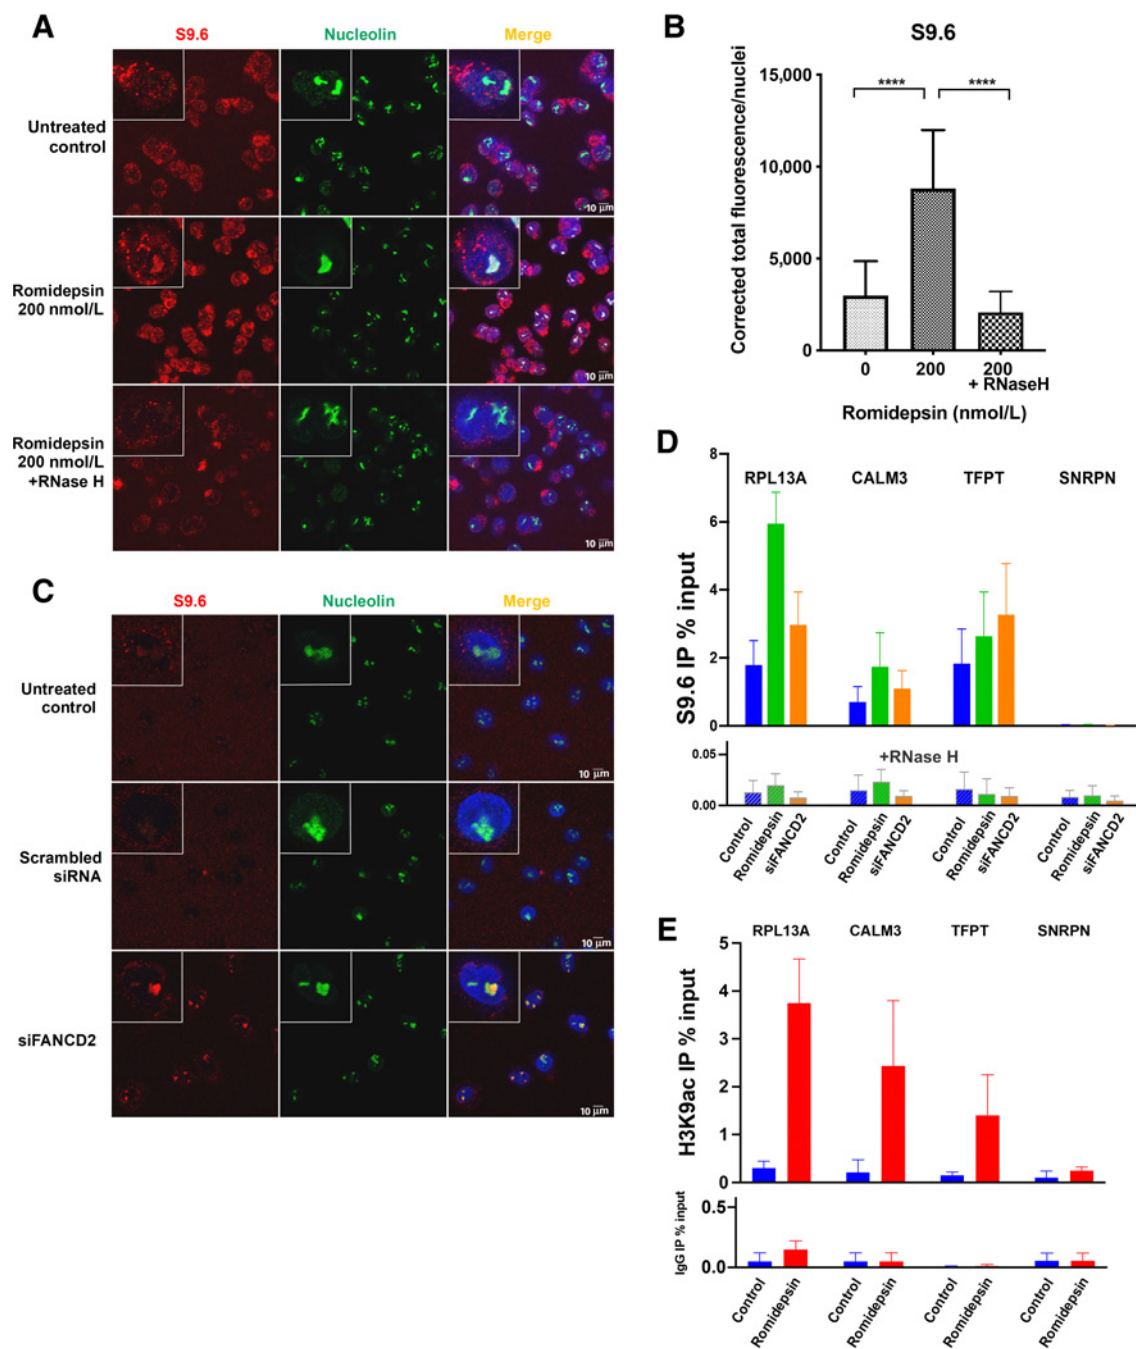 A
S9.6
Nucleolin
Merge
Untreated
control
10 μm
Romidepsin
200 nmol/L
10 μm
Romidepsin
200 nmol/L
+RNase H
10 μm
B
S9.6
Corrected total fluorescence/nuclei
15,000
10,000
5,000
0
****
****
0
200
200
+ RNaseH
Romidepsin (nmol/L)
C
S9.6
Nucleolin
Merge
Untreated
control
10 μm
Scrambled
siRNA
10 μm
siFANCD2
10 μm
D
S9.6 IP % input
8
6
4
2
0
RPL13A
CALM3
TFPT
SNRPN
+RNase H
0.05
0.00
Control
Romidepsin
siFANCD2
Control
Romidepsin
siFANCD2
Control
Romidepsin
siFANCD2
Control
Romidepsin
siFANCD2
E
RPL13A
CALM3
TFPT
SNRPN
H3K9ac IP % input
5
4
3
2
1
0
IgG IP % input
0.5
0.0
Control
Romidepsin
Control
Romidepsin
Control
Romidepsin
Control
Romidepsin